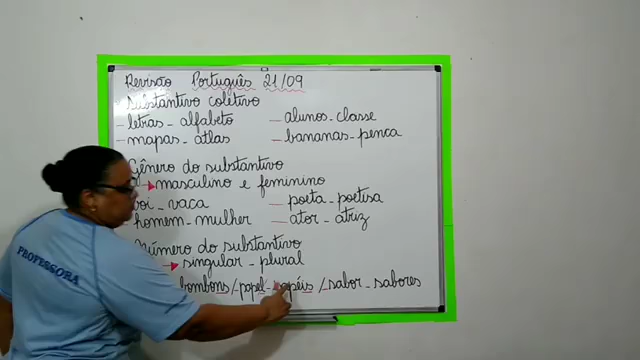 Revisão Português 21/09
Substantivo coletivo
— letras - alfabeto — alunos - classe
— mapas - atlas — bananas - penca
Gênero do substantivo
masculino e feminino
boi - vaca — poeta - poetisa
homem - mulher — ator - atriz
Número do substantivo
singular - plural
bombons / papel - papéis / sabor - sabores
PROFESSORA